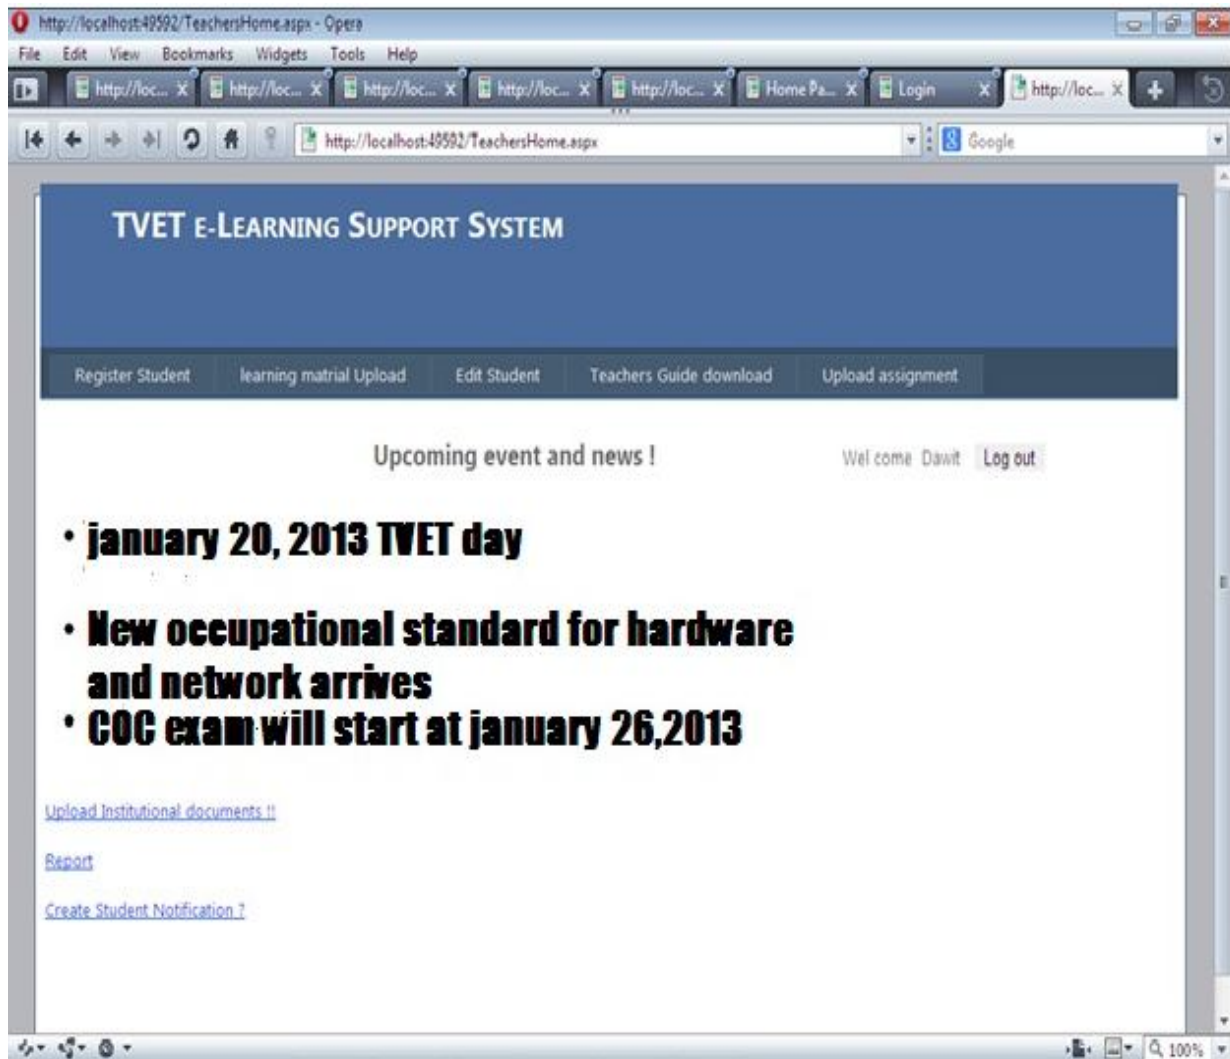 http://localhost:49592/TeachersHome.aspx - Opera
File Edit View Bookmarks Widgets Tools Help
http://loc... http://loc... http://loc... http://loc... http://loc... Home Pa... Login http://loc...
http://localhost:49592/TeachersHome.aspx Google
TVET E-LEARNING SUPPORT SYSTEM
Register Student learning matrial Upload Edit Student Teachers Guide download Upload assignment
Upcoming event and news ! Wel come Dawit Log out
• january 20, 2013 TVET day
• New occupational standard for hardware
and network arrives
• COC exam will start at january 26,2013
Upload Institutional documents !!
Report
Create Student Notification ?
100%